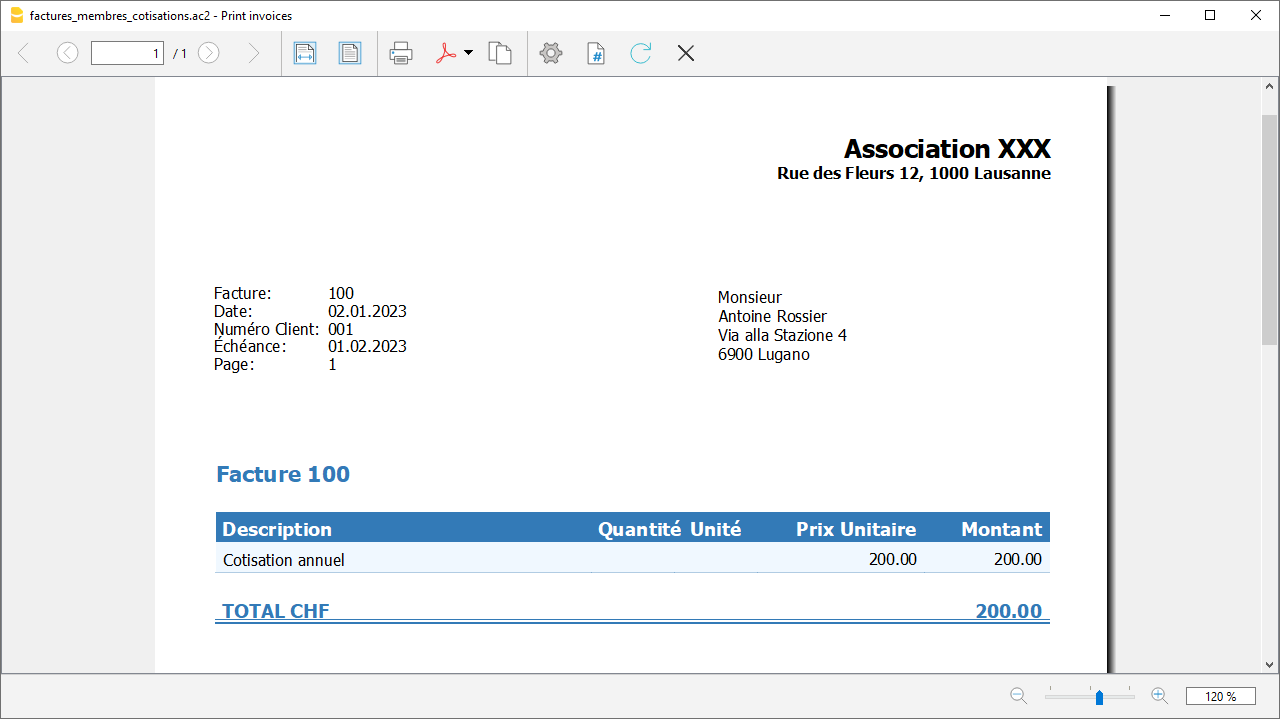 factures_membres_cotisations.ac2 - Print invoices
1 / 1
Association XXX
Rue des Fleurs 12, 1000 Lausanne
Facture: 100
Date: 02.01.2023
Numéro Client: 001
Échéance: 01.02.2023
Page: 1
Monsieur
Antoine Rossier
Via alla Stazione 4
6900 Lugano
Facture 100
Description Quantité Unité Prix Unitaire Montant
Cotisation annuel 200.00 200.00
TOTAL CHF 200.00
120 %